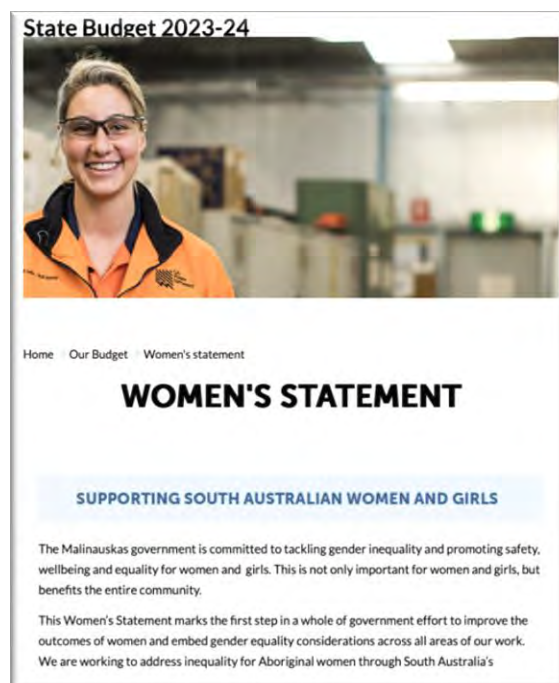 State Budget 2023-24
Home Our Budget Women's statement
WOMEN'S STATEMENT
SUPPORTING SOUTH AUSTRALIAN WOMEN AND GIRLS
The Malinauskas government is committed to tackling gender inequality and promoting safety,
wellbeing and equality for women and girls. This is not only important for women and girls, but
benefits the entire community.
This Women's Statement marks the first step in a whole of government effort to improve the
outcomes of women and embed gender equality considerations across all areas of our work.
We are working to address inequality for Aboriginal women through South Australia's